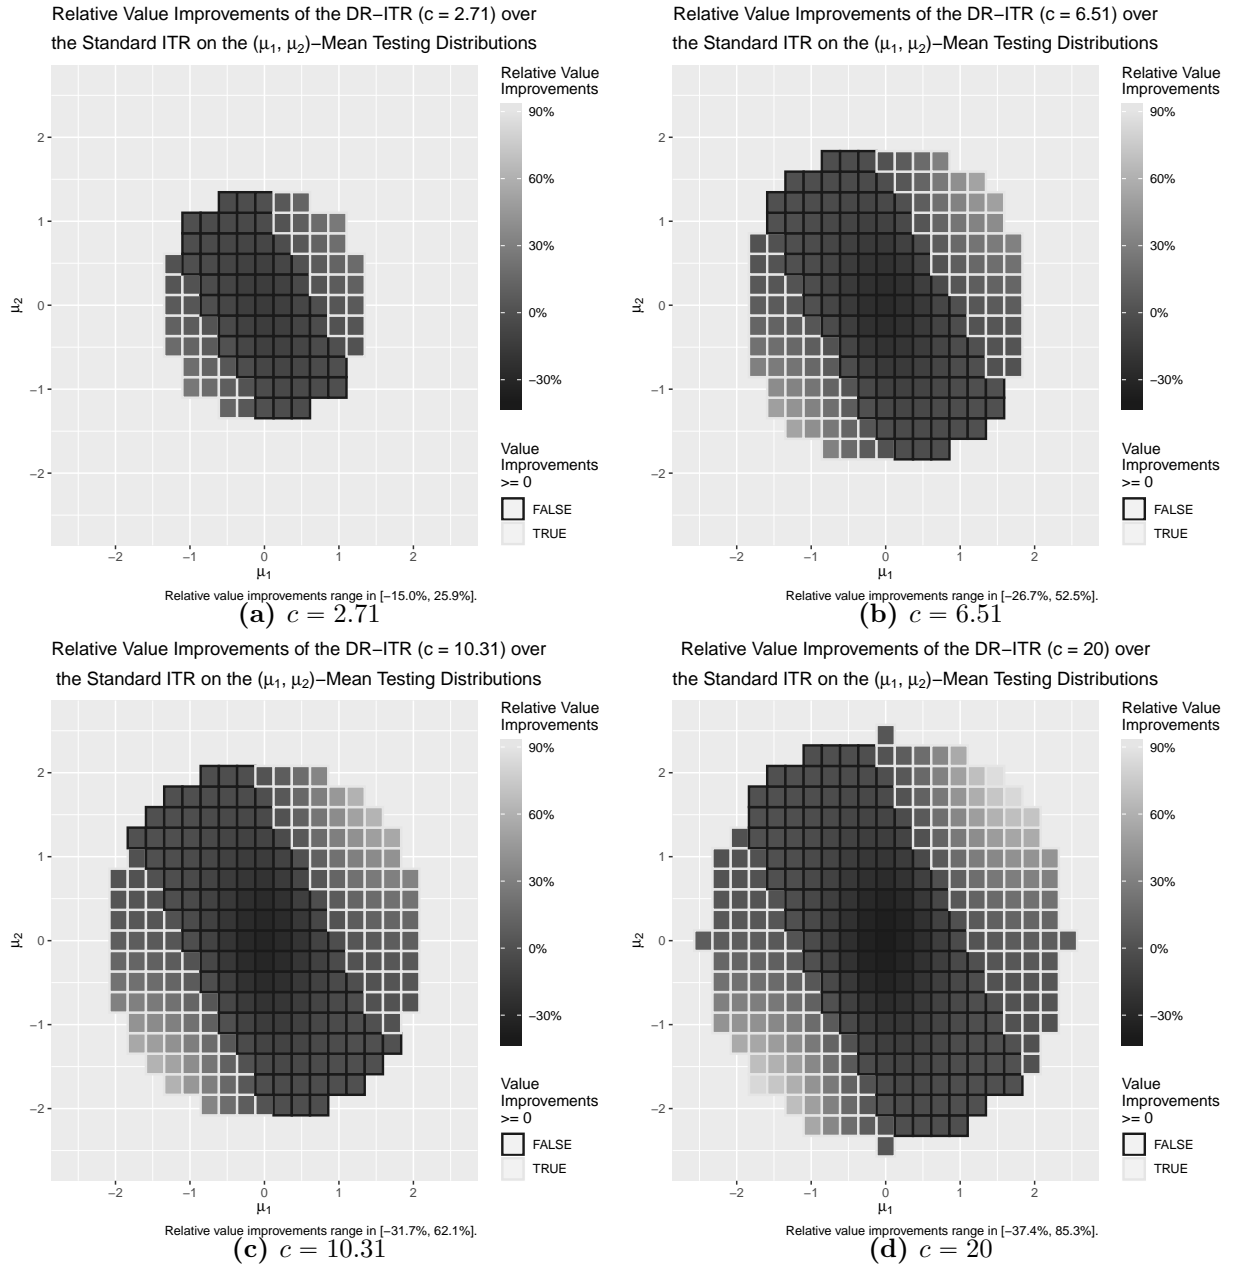 Relative Value Improvements of the DR−ITR (c = 2.71) over
the Standard ITR on the (μ1, μ2)−Mean Testing Distributions
Relative Value
Improvements
90%
60%
30%
0%
−30%
Value
Improvements
>= 0
FALSE
TRUE
2
1
0
−1
−2
μ2
−2 −1 0 1 2
μ1
Relative value improvements range in [−15.0%, 25.9%].
(a) c = 2.71
Relative Value Improvements of the DR−ITR (c = 6.51) over
the Standard ITR on the (μ1, μ2)−Mean Testing Distributions
Relative Value
Improvements
90%
60%
30%
0%
−30%
Value
Improvements
>= 0
FALSE
TRUE
2
1
0
−1
−2
μ2
−2 −1 0 1 2
μ1
Relative value improvements range in [−26.7%, 52.5%].
(b) c = 6.51
Relative Value Improvements of the DR−ITR (c = 10.31) over
the Standard ITR on the (μ1, μ2)−Mean Testing Distributions
Relative Value
Improvements
90%
60%
30%
0%
−30%
Value
Improvements
>= 0
FALSE
TRUE
2
1
0
−1
−2
μ2
−2 −1 0 1 2
μ1
Relative value improvements range in [−31.7%, 62.1%].
(c) c = 10.31
Relative Value Improvements of the DR−ITR (c = 20) over
the Standard ITR on the (μ1, μ2)−Mean Testing Distributions
Relative Value
Improvements
90%
60%
30%
0%
−30%
Value
Improvements
>= 0
FALSE
TRUE
2
1
0
−1
−2
μ2
−2 −1 0 1 2
μ1
Relative value improvements range in [−37.4%, 85.3%].
(d) c = 20